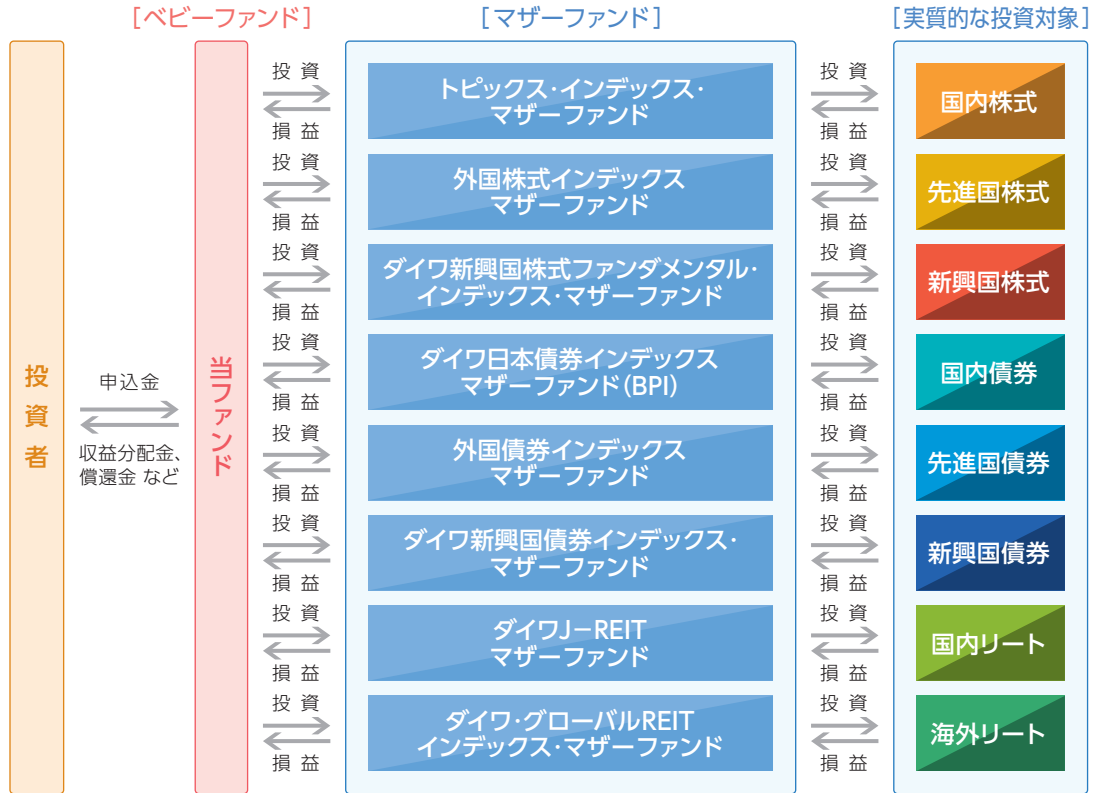 [ベビーファンド]
[マザーファンド]
[実質的な投資対象]
投資者
申込金
収益分配金、
償還金 など
当ファンド
投資
損益
トピックス・インデックス・
マザーファンド
投資
損益
国内株式
投資
損益
外国株式インデックス
マザーファンド
投資
損益
先進国株式
投資
損益
ダイワ新興国株式ファンダメンタル・
インデックス・マザーファンド
投資
損益
新興国株式
投資
損益
ダイワ日本債券インデックス
マザーファンド(BPI)
投資
損益
国内債券
投資
損益
外国債券インデックス
マザーファンド
投資
損益
先進国債券
投資
損益
ダイワ新興国債券インデックス・
マザーファンド
投資
損益
新興国債券
投資
損益
ダイワJ-REIT
マザーファンド
投資
損益
国内リート
投資
損益
ダイワ・グローバルREIT
インデックス・マザーファンド
投資
損益
海外リート